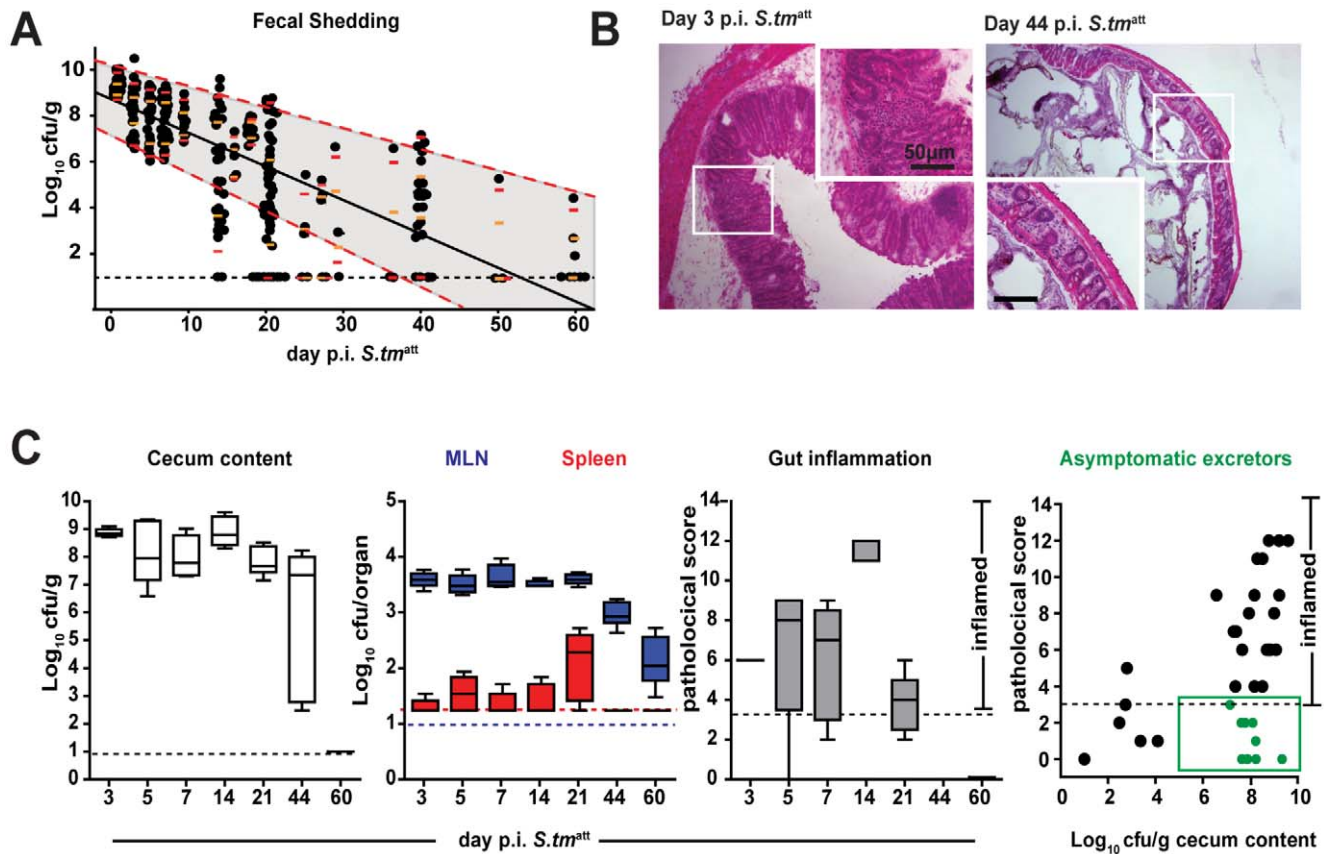 A
Fecal Shedding
Log10 cfu/g
10
8
6
4
2
0
10
20
30
40
50
60
day p.i. S.tmatt
B
Day 3 p.i. S.tmatt
Day 44 p.i. S.tmatt
50µm
C
Cecum content
Log10 cfu/g
10
9
8
7
6
5
4
3
2
1
0
3 5 7 14 21 44 60
MLN
Spleen
Log10 cfu/organ
5
4
3
2
1
0
3 5 7 14 21 44 60
Gut inflammation
patholocical score
14
12
10
8
6
4
2
0
inflamed
3 5 7 14 21 44 60
day p.i. S.tmatt
Asymptomatic excretors
patholocical score
14
12
10
8
6
4
2
0
inflamed
0 2 4 6 8 10
Log10 cfu/g cecum content